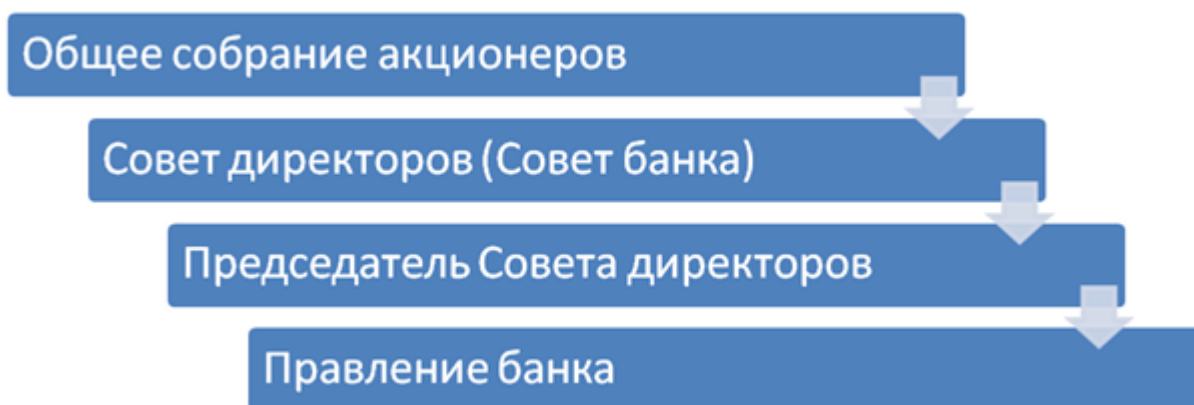 Общее собрание акционеров
Совет директоров (Совет банка)
Председатель Совета директоров
Правление банка